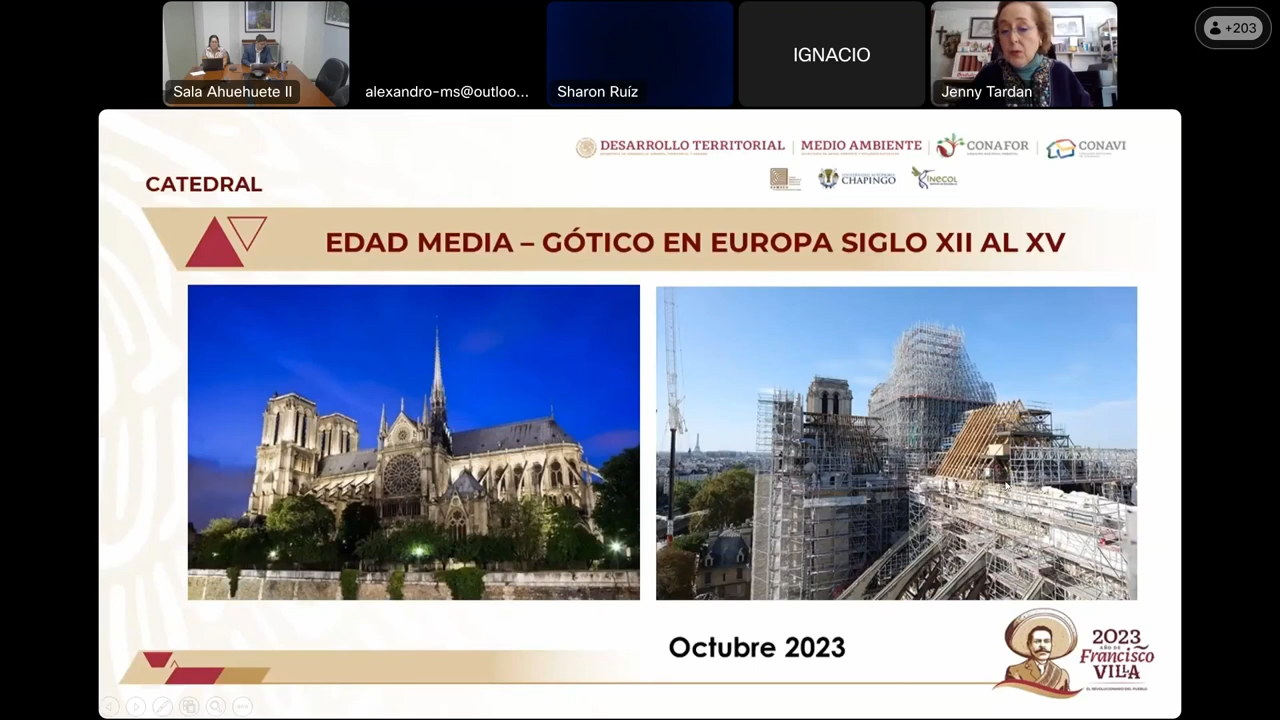 Sala Ahuehuete II
alexandro-ms@outloo...
Sharon Ruíz
IGNACIO
Jenny Tardan
+203
DESARROLLO TERRITORIAL
MEDIO AMBIENTE
CONAFOR
CONAVI
CHAPINGO
INECOL
CATEDRAL
EDAD MEDIA – GÓTICO EN EUROPA SIGLO XII AL XV
Octubre 2023
2023
AÑO DE
Francisco
VILLA
EL REVOLUCIONARIO DEL PUEBLO